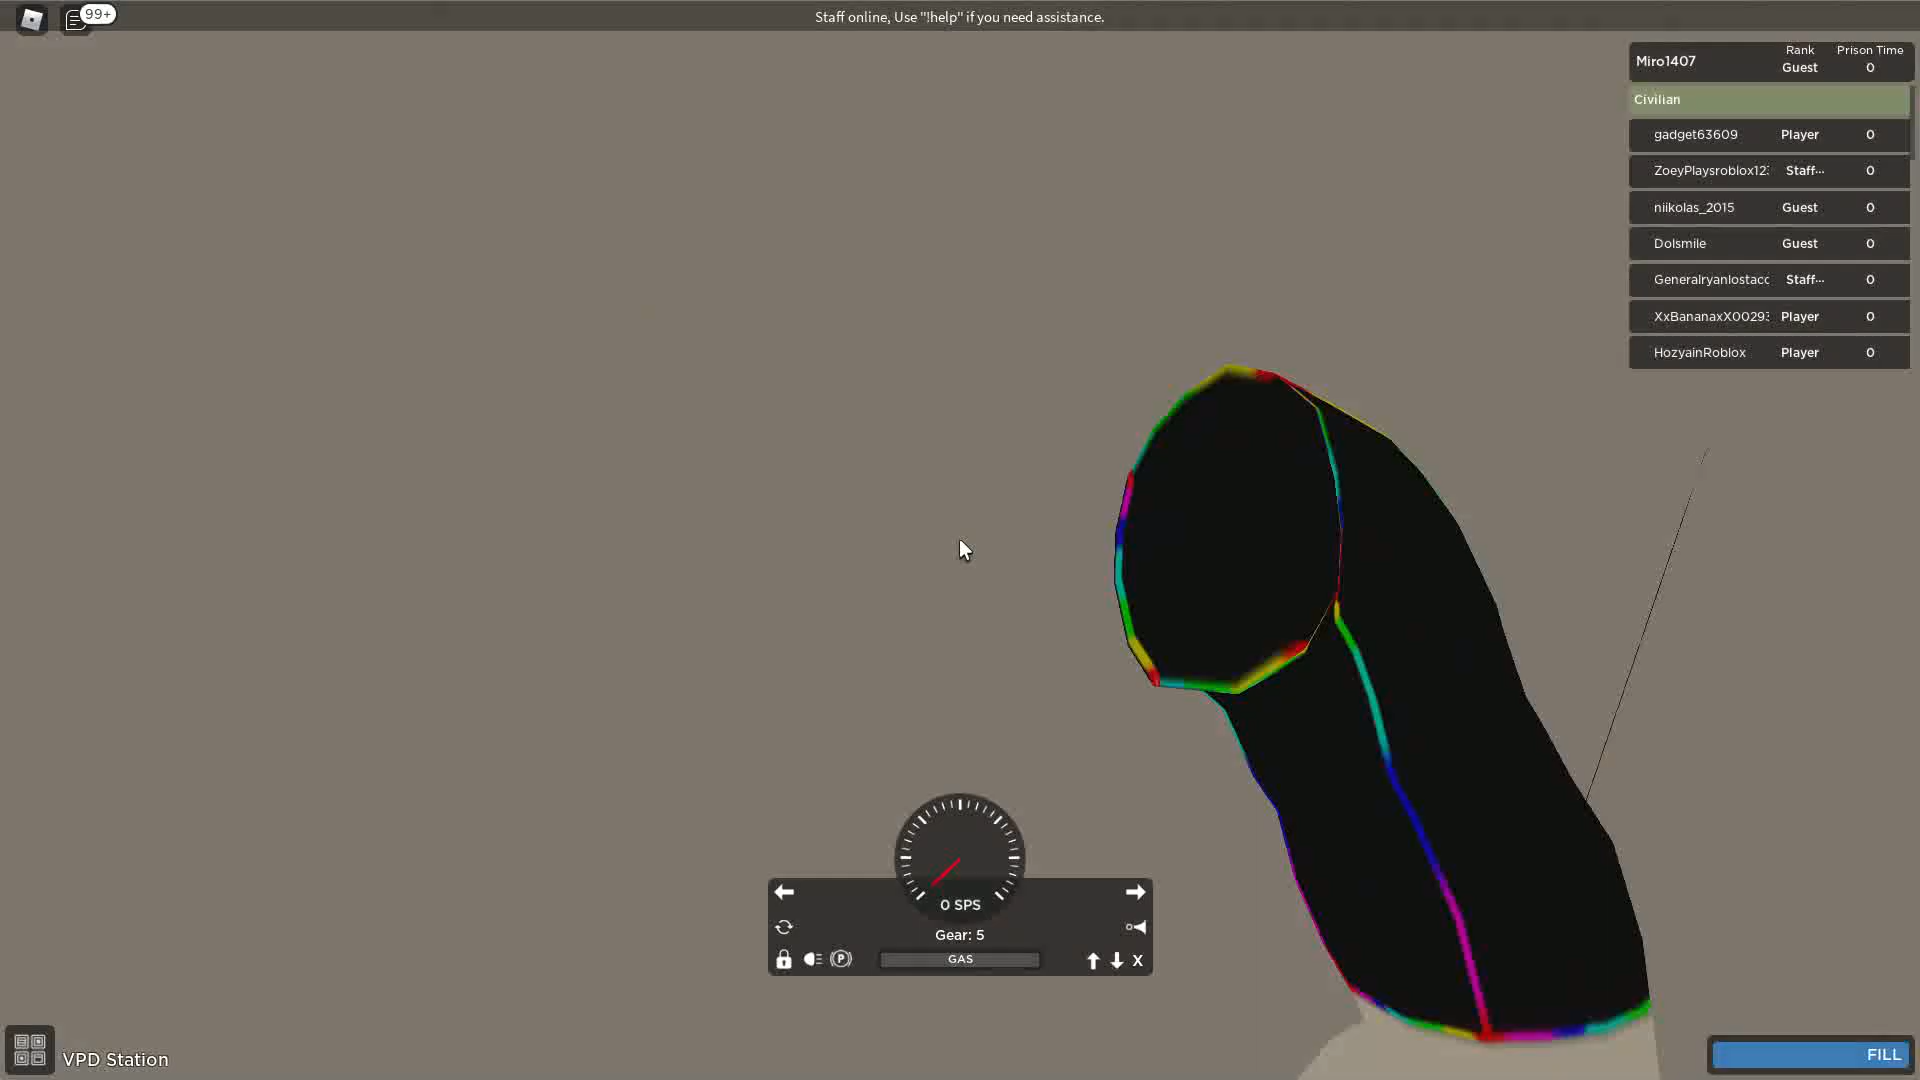 99+
Staff online, Use "!help" if you need assistance.
Miro1407 Rank Guest Prison Time 0
Civilian
gadget63609 Player 0
ZoeyPlaysroblox12 Staff... 0
niikolas_2015 Guest 0
Dolsmile Guest 0
Generalryanlostacc Staff... 0
XxBananaxX0029 Player 0
HozyainRoblox Player 0
0 SPS
Gear: 5
P
GAS
X
VPD Station
FILL